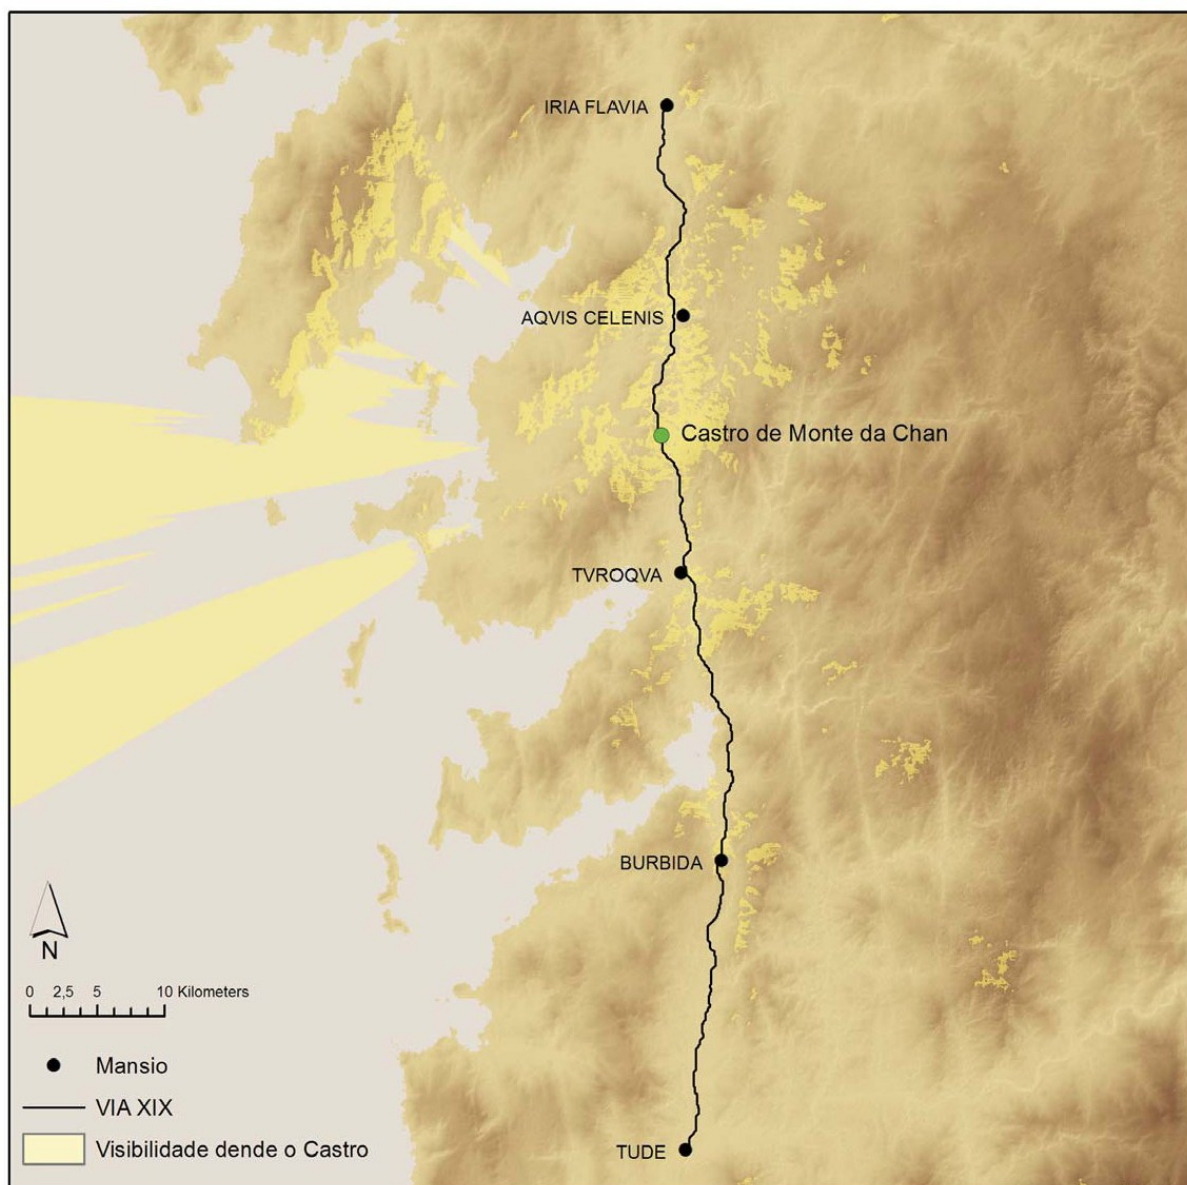 IRIA FLAVIA
AQVIS CELENIS
Castro de Monte da Chan
TVROQVA
BURBIDA
N
0 2,5 5 10 Kilometers
Mansio
VIA XIX
Visibilidade dende o Castro
TUDE